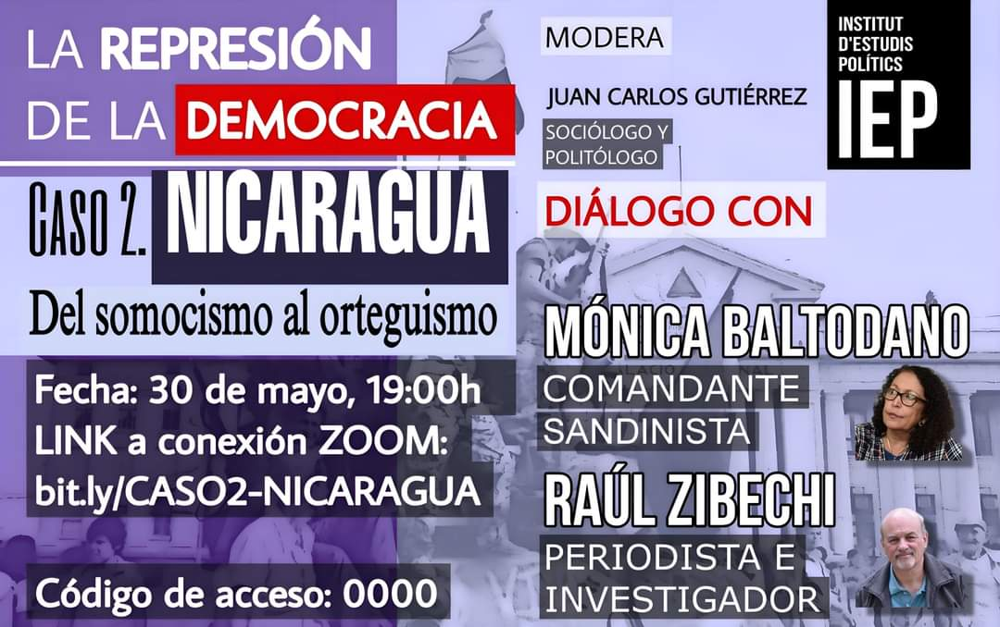 LA REPRESIÓN
DE LA DEMOCRACIA
CASO 2. NICARAGUA
Del somocismo al orteguismo
Fecha: 30 de mayo, 19:00h
LINK a conexión ZOOM:
bit.ly/CASO2-NICARAGUA
Código de acceso: 0000
MODERA
JUAN CARLOS GUTIÉRREZ
SOCIÓLOGO Y
POLITÓLOGO
DIÁLOGO CON
MÓNICA BALTODANO
COMANDANTE
SANDINISTA
RAÚL ZIBECHI
PERIODISTA E
INVESTIGADOR
INSTITUT
D'ESTUDIS
POLÍTICS
IEP